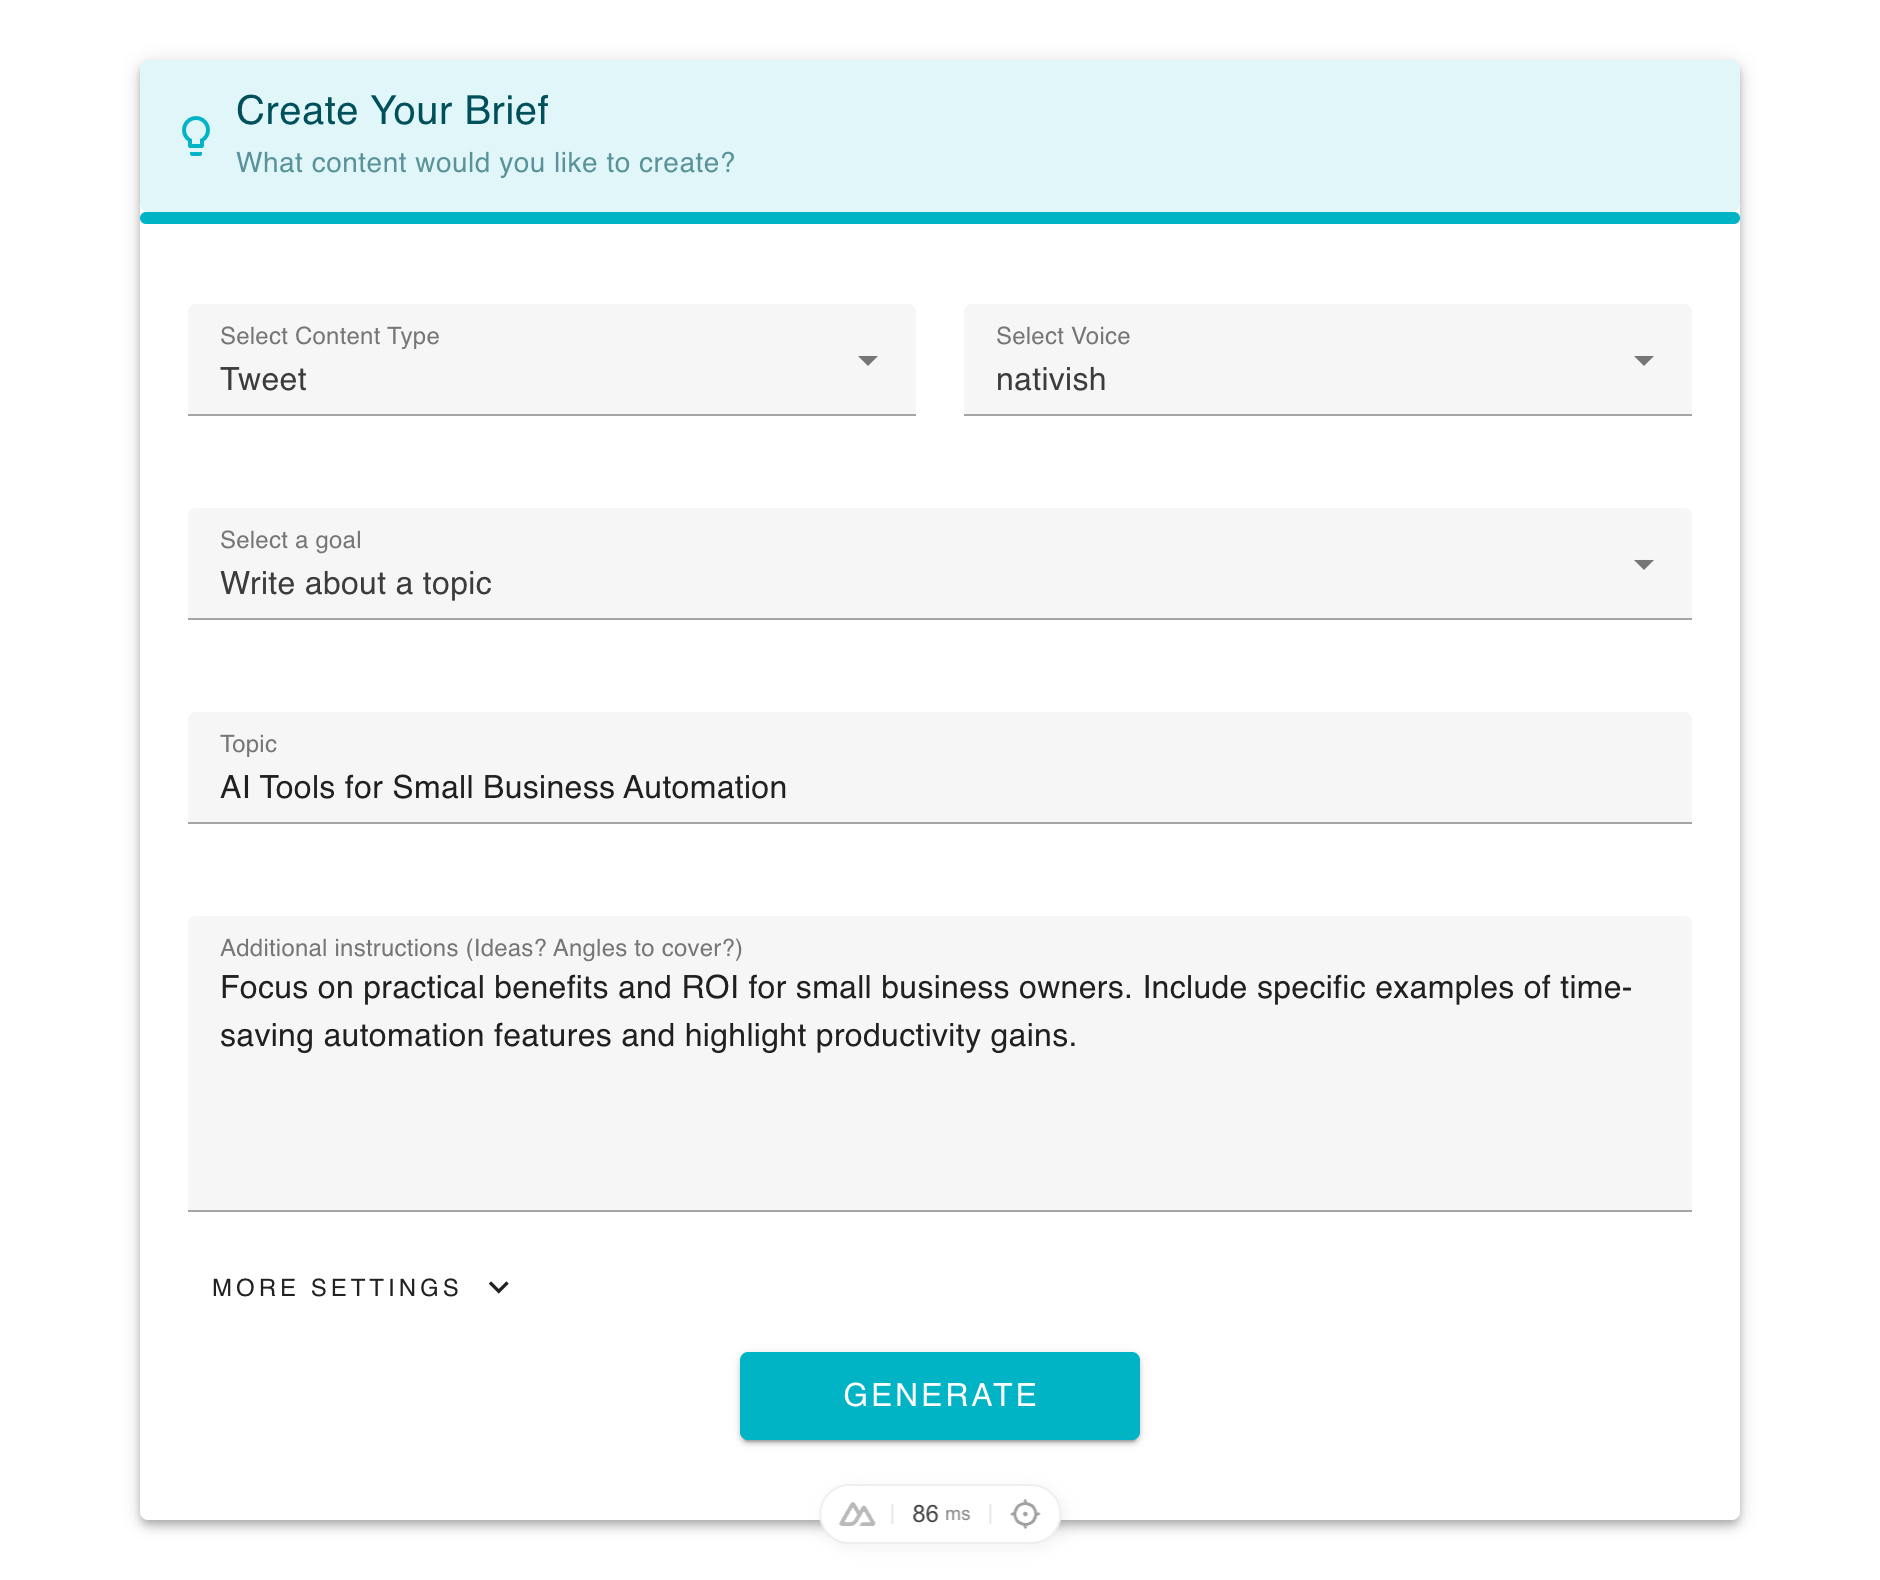 Create Your Brief
What content would you like to create?
Select Content Type
Tweet
Select Voice
nativish
Select a goal
Write about a topic
Topic
AI Tools for Small Business Automation
Additional instructions (Ideas? Angles to cover?)
Focus on practical benefits and ROI for small business owners. Include specific examples of time-
saving automation features and highlight productivity gains.
MORE SETTINGS
GENERATE
86 ms